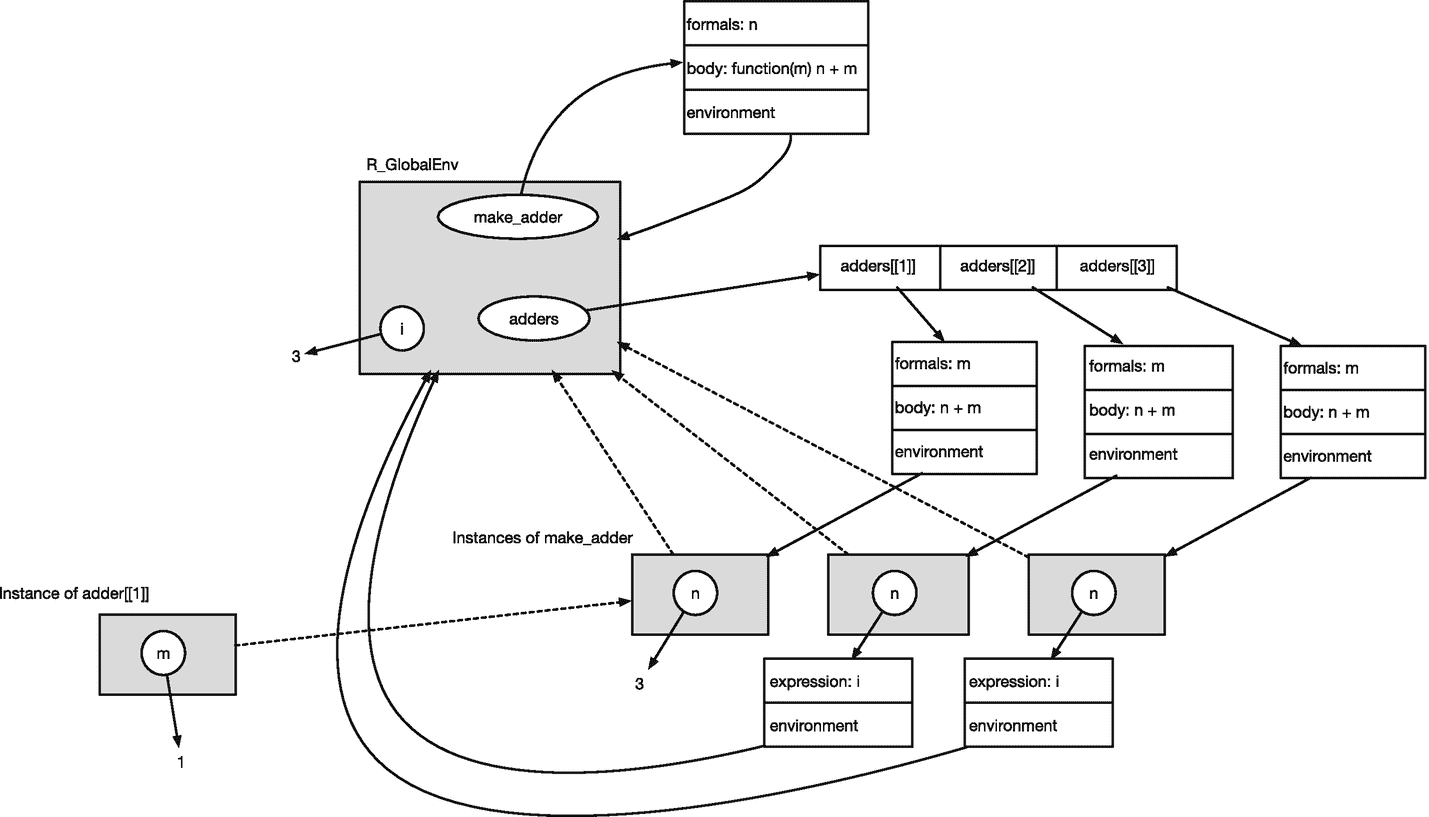 formals: n
body: function(m) n + m
environment
R_GlobalEnv
make_adder
adders
i
3
adders[[1]]
adders[[2]]
adders[[3]]
formals: m
body: n + m
environment
formals: m
body: n + m
environment
formals: m
body: n + m
environment
Instances of make_adder
n
n
n
3
Instance of adder[[1]]
m
1
expression: i
environment
expression: i
environment